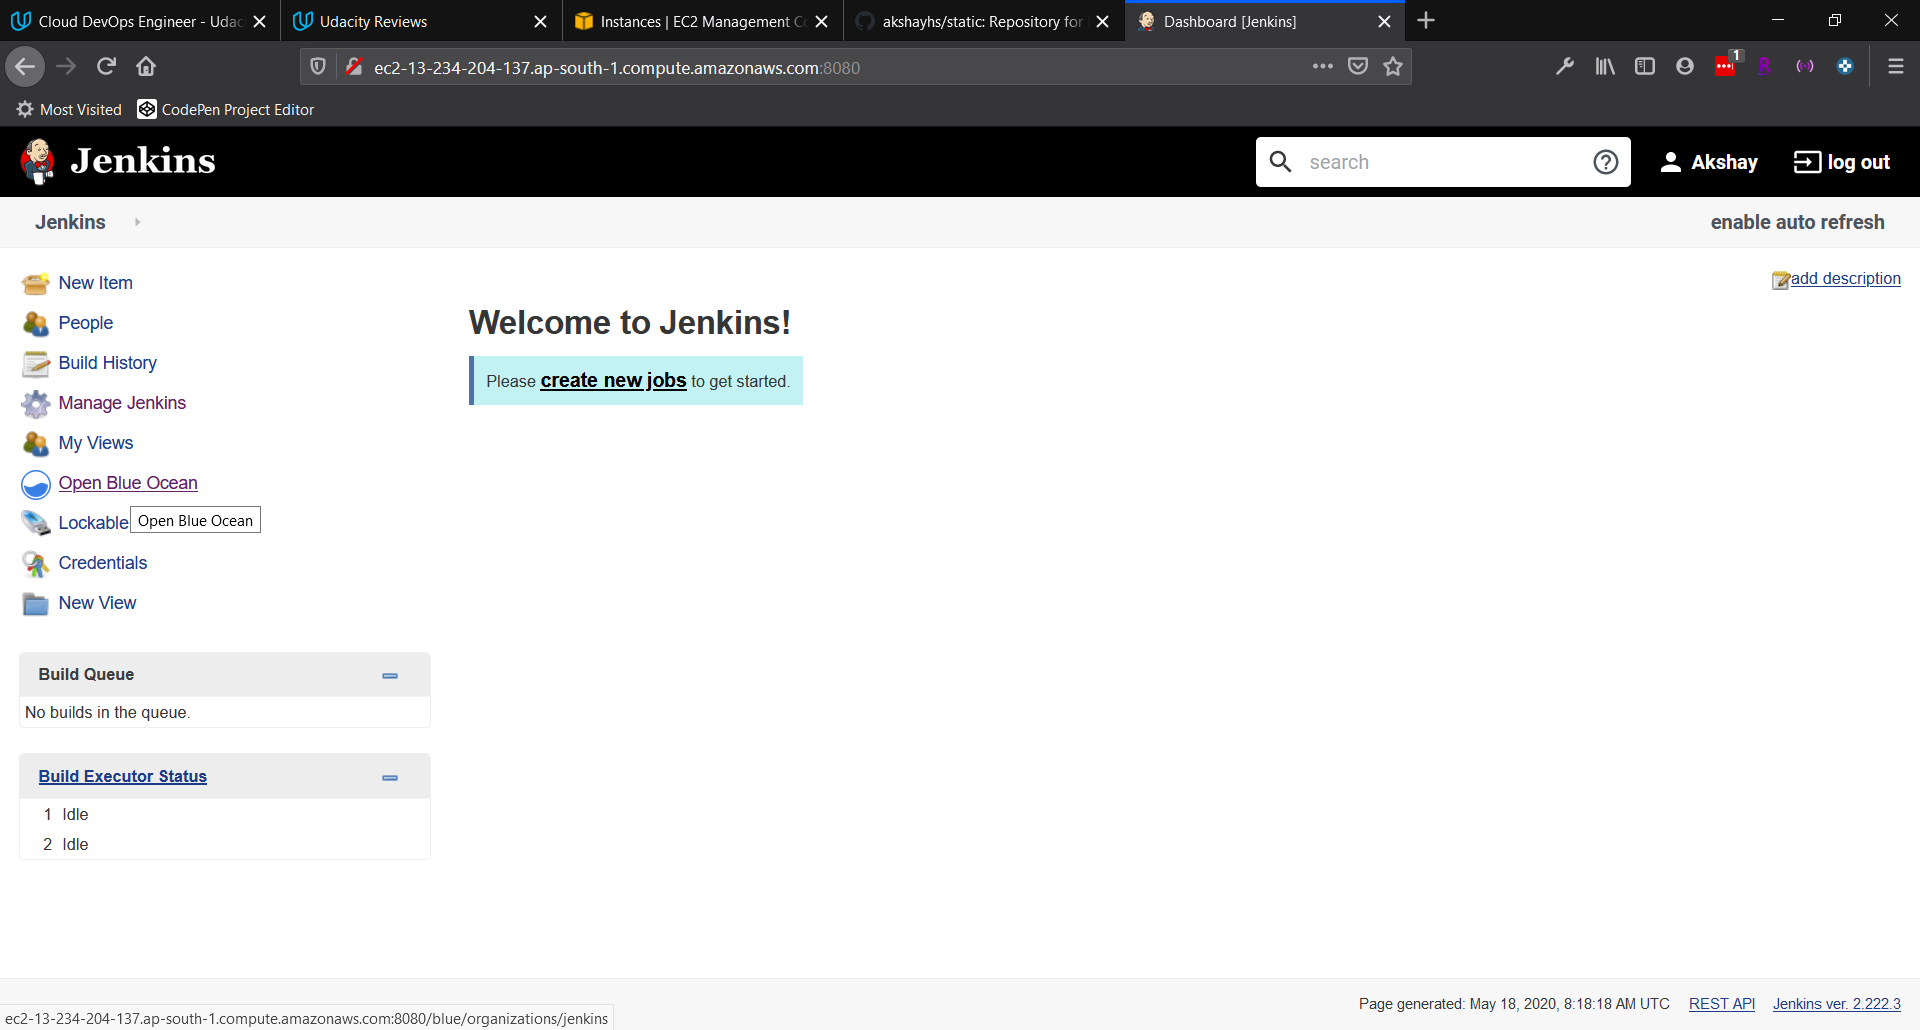 Cloud DevOps Engineer - Udac
Udacity Reviews
Instances | EC2 Management Co
akshayhs/static: Repository for
Dashboard [Jenkins]
ec2-13-234-204-137.ap-south-1.compute.amazonaws.com:8080
1
Most Visited
CodePen Project Editor
Jenkins
search
Akshay
log out
Jenkins
enable auto refresh
New Item
People
Build History
Manage Jenkins
My Views
Open Blue Ocean
Lockable
Open Blue Ocean
Credentials
New View
add description
Welcome to Jenkins!
Please create new jobs to get started.
Build Queue
No builds in the queue.
Build Executor Status
1 Idle
2 Idle
Page generated: May 18, 2020, 8:18:18 AM UTC
REST API
Jenkins ver. 2.222.3
ec2-13-234-204-137.ap-south-1.compute.amazonaws.com:8080/blue/organizations/jenkins